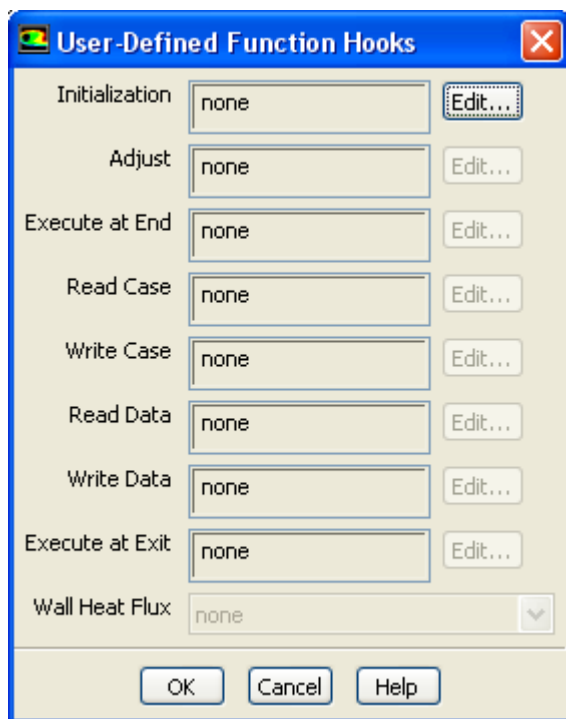 User-Defined Function Hooks
Initialization none Edit...
Adjust none Edit...
Execute at End none Edit...
Read Case none Edit...
Write Case none Edit...
Read Data none Edit...
Write Data none Edit...
Execute at Exit none Edit...
Wall Heat Flux none
OK Cancel Help